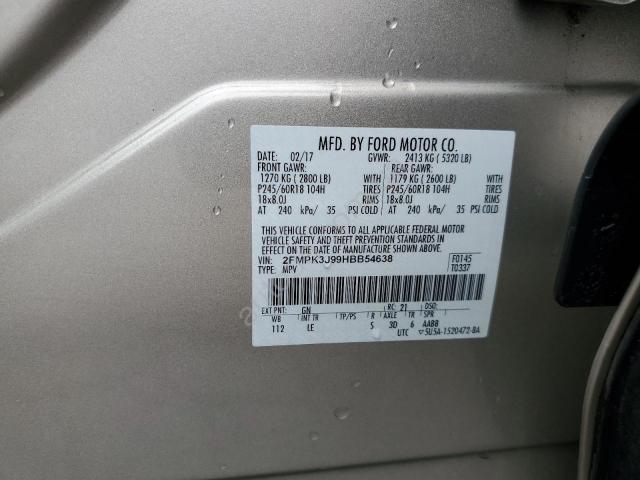 MFD. BY FORD MOTOR CO.
DATE: 02/17 GVWR: 2413 KG ( 5320 LB)
FRONT GAWR: REAR GAWR:
1270 KG ( 2800 LB) WITH 1179 KG ( 2600 LB) WITH
P245/60R18 104H TIRES P245/60R18 104H TIRES
18x8.0J RIMS 18x8.0J RIMS
AT 240 kPa/ 35 PSI COLD AT 240 kPa/ 35 PSI COLD
THIS VEHICLE CONFORMS TO ALL APPLICABLE FEDERAL MOTOR
VEHICLE SAFETY AND THEFT PREVENTION STANDARDS IN
EFFECT ON THE DATE OF MANUFACTURE SHOWN ABOVE.
VIN: 2FMPK3J99HBB54638 F0145
TYPE: MPV T0337
EXT PNT: GN RC: 21 DSO:
WB INT TR TP/PS R AXLE TR SPR
112 LE S 3D 6 AABB
UTC 5U5A-1520472-BA